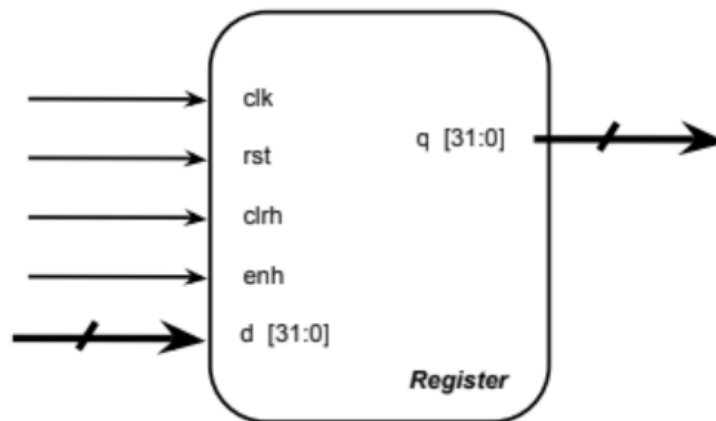 clk
rst
clrh
enh
d [31:0]
q [31:0]
Register